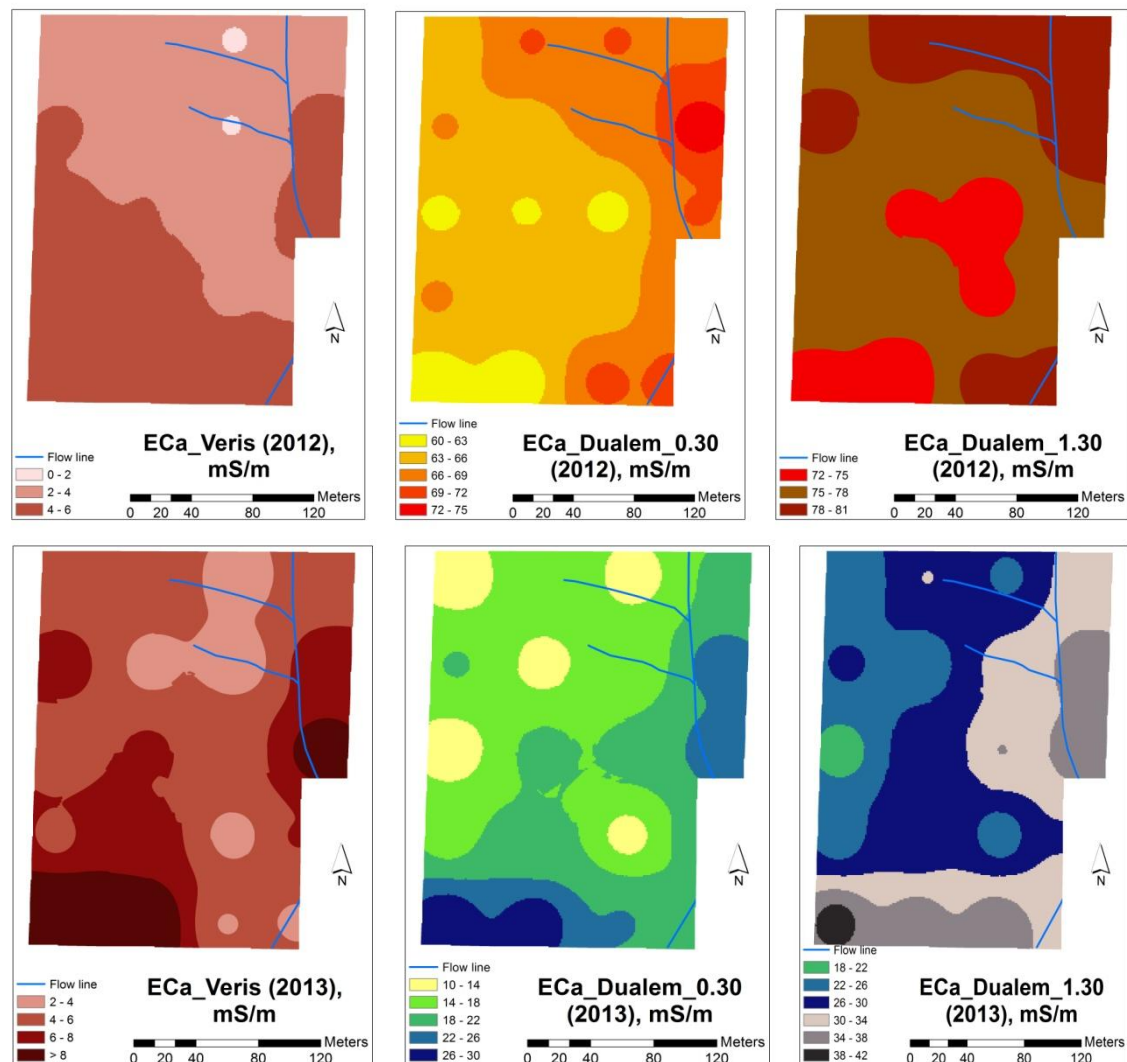 N
ECa_Veris (2012),
mS/m
Flow line
0 - 2
2 - 4
4 - 6
Meters
0 20 40 80 120
N
ECa_Dualem_0.30
(2012), mS/m
Flow line
60 - 63
63 - 66
66 - 69
69 - 72
72 - 75
Meters
0 20 40 80 120
N
ECa_Dualem_1.30
(2012), mS/m
Flow line
72 - 75
75 - 78
78 - 81
Meters
0 20 40 80 120
N
ECa_Veris (2013),
mS/m
Flow line
2 - 4
4 - 6
6 - 8
>8
Meters
0 20 40 80 120
N
ECa_Dualem_0.30
(2013), mS/m
Flow line
10 - 14
14 - 18
18 - 22
22 - 26
26 - 30
Meters
0 20 40 80 120
N
ECa_Dualem_1.30
(2013), mS/m
Flow line
18 - 22
22 - 26
26 - 30
30 - 34
34 - 38
38 - 42
Meters
0 20 40 80 120